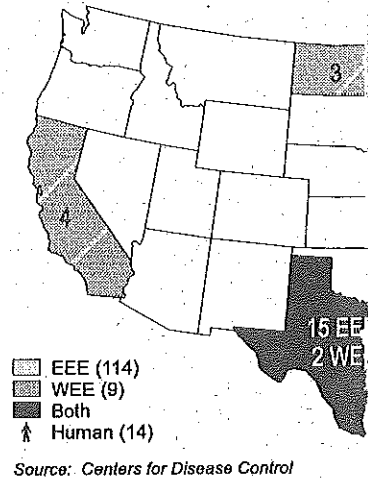 3
4
15 EE
2 WE
EEE (114)
WEE (9)
Both
Human (14)
Source: Centers for Disease Control